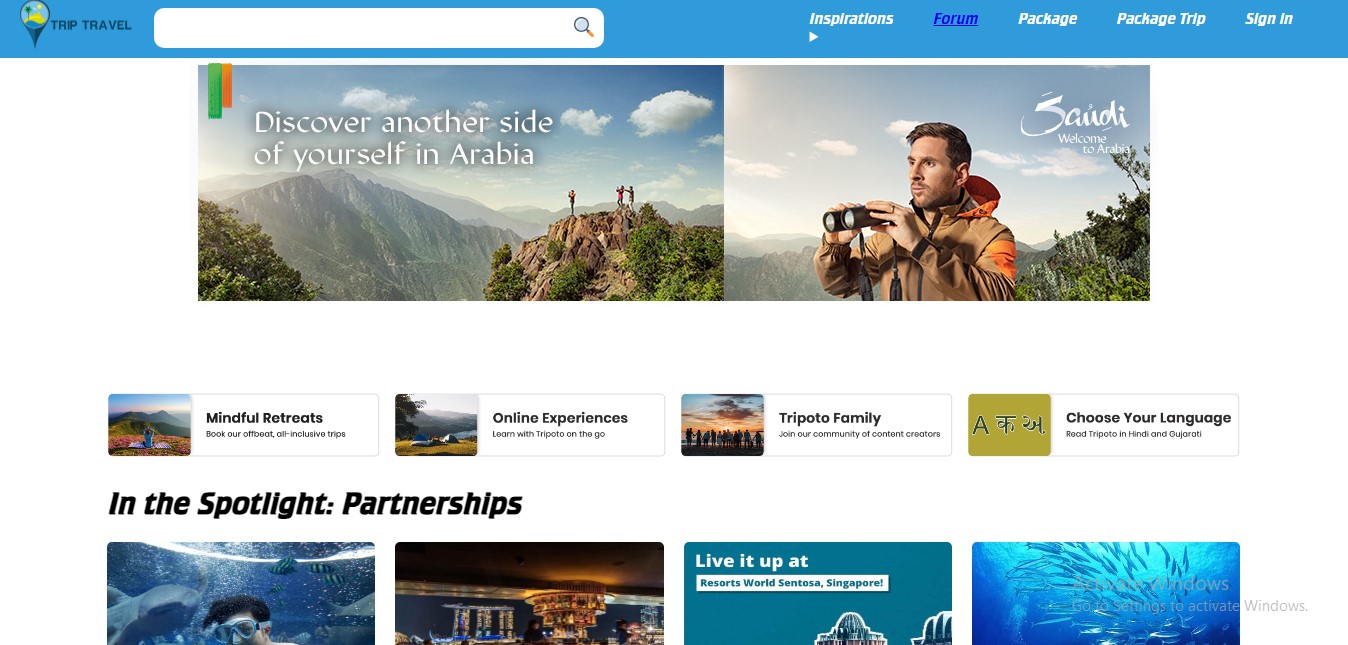 TRIP TRAVEL
Inspirations
Forum
Package
Package Trip
Sign In
Discover another side
of yourself in Arabia
Saudi
Welcome
to Arabia
Mindful Retreats
Book our offbeat, all-inclusive trips
Online Experiences
Learn with Tripoto on the go
Tripoto Family
Join our community of content creators
A क અ
Choose Your Language
Read Tripoto in Hindi and Gujarati
In the Spotlight: Partnerships
Live it up at
Resorts World Sentosa, Singapore!
Activate Windows
Go to Settings to activate Windows.